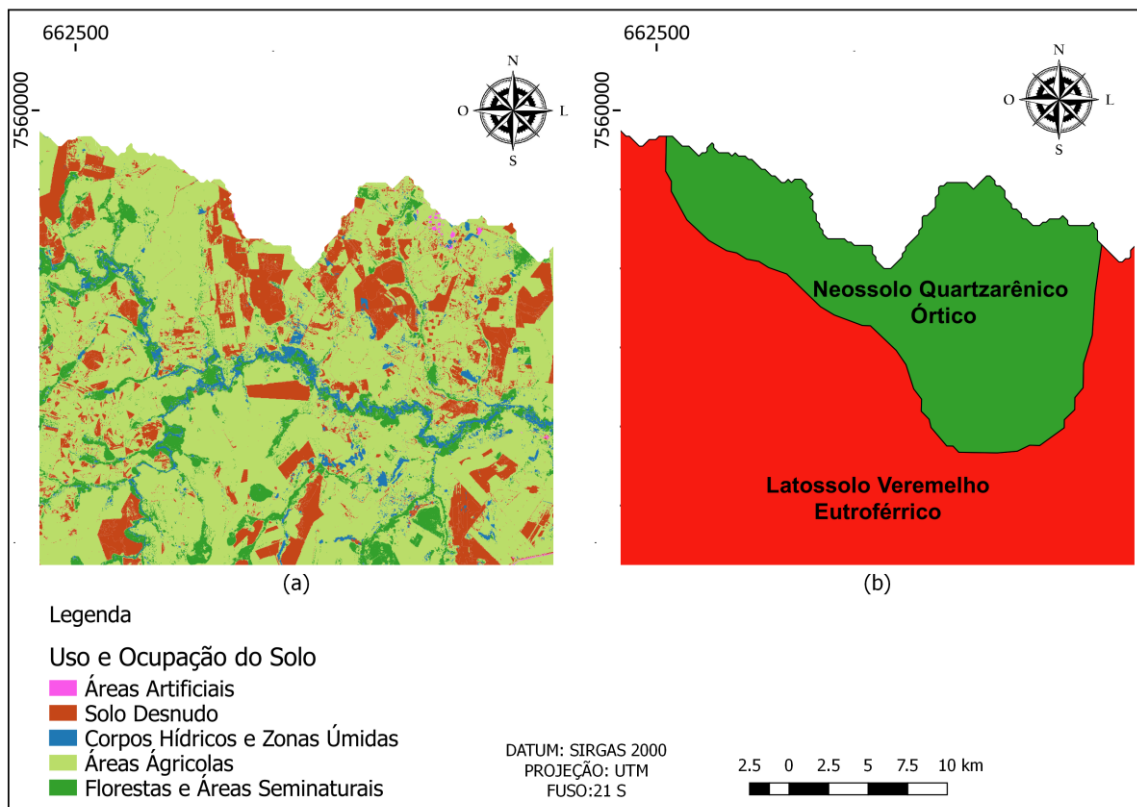 662500
662500
7560000
7560000
N
O
L
S
N
O
L
S
Neossolo Quartzarênico
Órtico
Latossolo Veremelho
Eutroférrico
(a)
(b)
Legenda
Uso e Ocupação do Solo
Áreas Artificiais
Solo Desnudo
Corpos Hídricos e Zonas Úmidas
Áreas Ágricolas
Florestas e Áreas Seminaturais
DATUM: SIRGAS 2000
PROJEÇÃO: UTM
FUSO:21 S
2.5 0 2.5 5 7.5 10 km